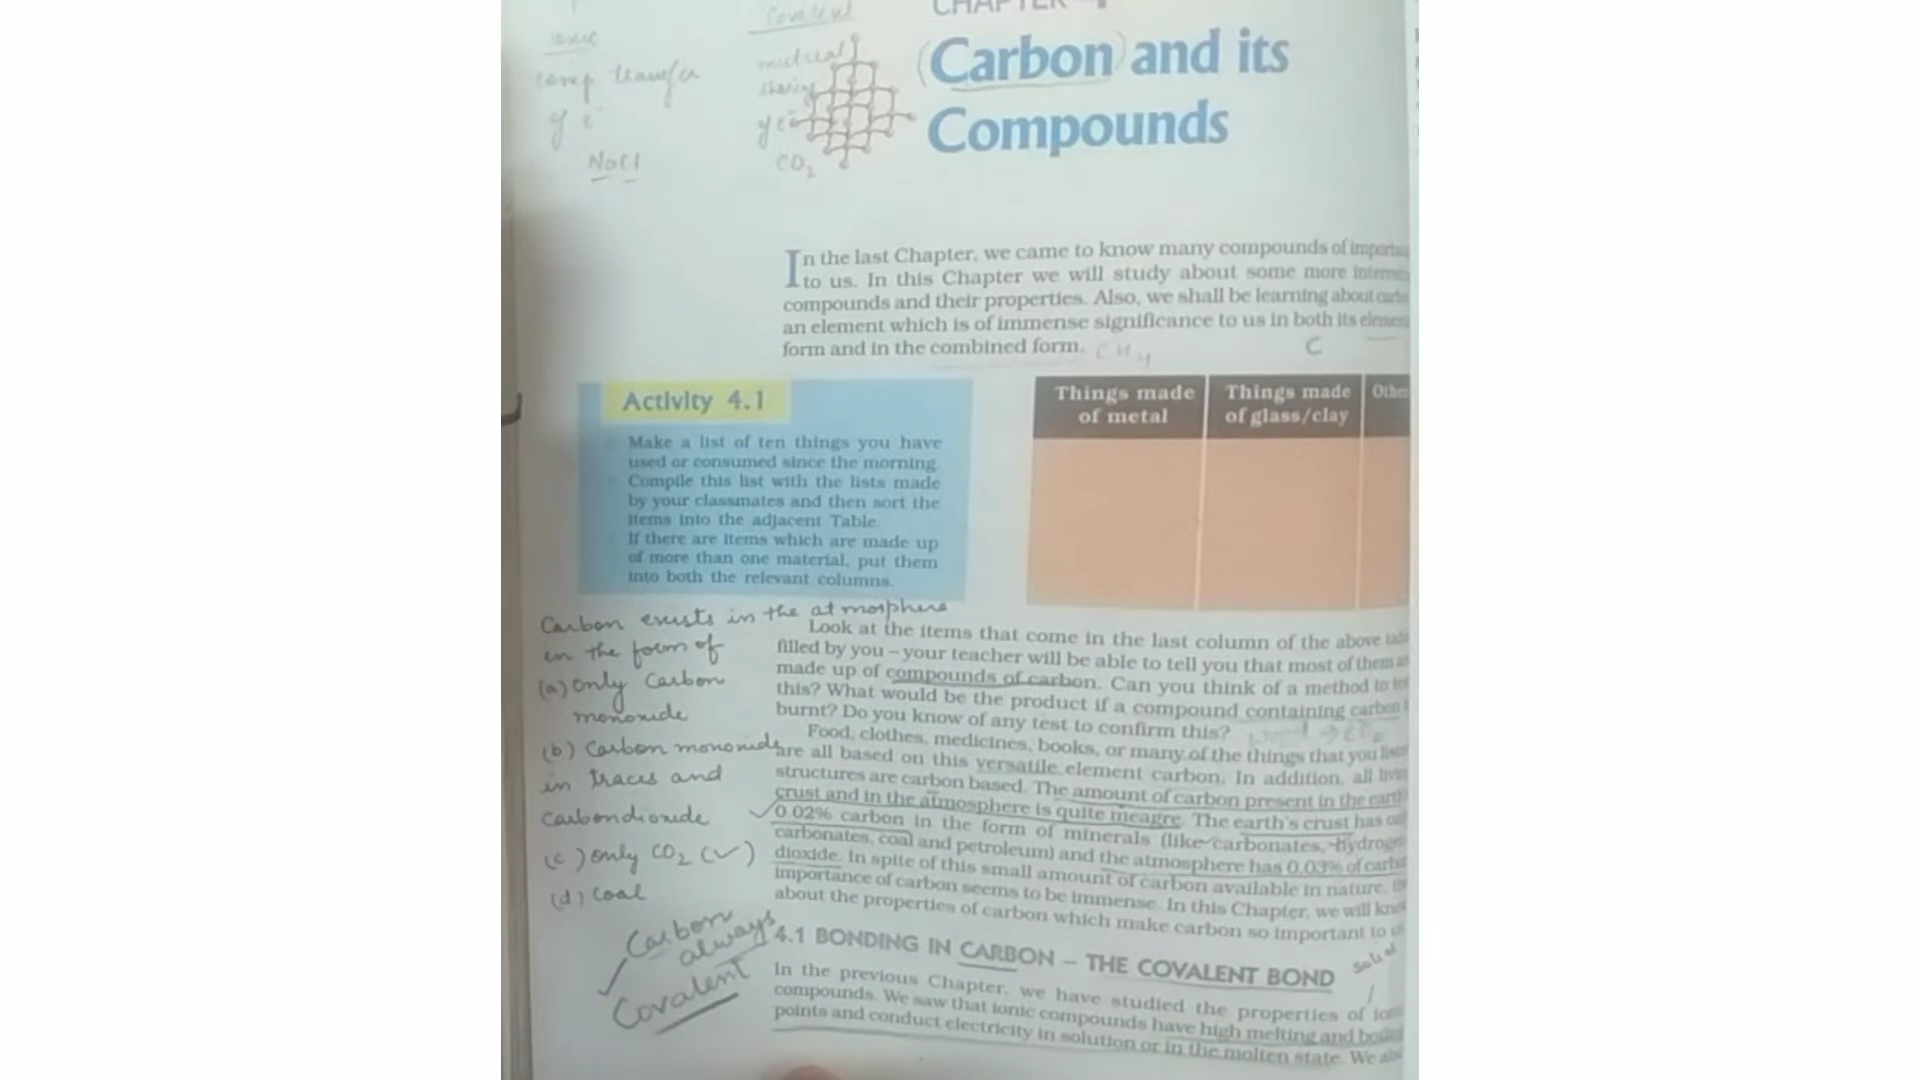 ionic
comp transfer
of e⁻
NaCl
Covalent
mutual
sharing
of e⁻
CO₂
CHAPTER
Carbon and its
Compounds
In the last Chapter, we came to know many compounds of
to us. In this Chapter we will study about some more
compounds and their properties. Also, we shall be learning about
an element which is of immense significance to us in both its
form and in the combined form. CH₄
C
Activity 4.1
Make a list of ten things you have
used or consumed since the morning.
Compile this list with the lists made
by your classmates and then sort the
items into the adjacent Table.
If there are items which are made up
of more than one material, put them
into both the relevant columns.
Things made
of metal
Things made
of glass/clay
Carbon exists in the atmosphere
in the form of
(a) only Carbon
monoxide
(b) Carbon monoxide
in traces and
carbondioxide
(c) only CO₂ (✓)
(d) Coal
Look at the items that come in the last column of the above
filled by you – your teacher will be able to tell you that most of them
made up of compounds of carbon. Can you think of a method to
this? What would be the product if a compound containing carbon
burnt? Do you know of any test to confirm this?
Food, clothes, medicines, books, or many of the things that you
are all based on this versatile element carbon. In addition, all
structures are carbon based. The amount of carbon present in the
crust and in the atmosphere is quite meagre. The earth's crust has
0.02% carbon in the form of minerals (like carbonates,
carbonates, coal and petroleum) and the atmosphere has 0.03% of
dioxide. In spite of this small amount of carbon available in nature,
importance of carbon seems to be immense. In this Chapter, we will
about the properties of carbon which make carbon so important to
Carbon
always
Covalent
4.1 BONDING IN CARBON – THE COVALENT BOND
In the previous Chapter, we have studied the properties of
compounds. We saw that ionic compounds have high melting and
points and conduct electricity in solution or in the molten state. We